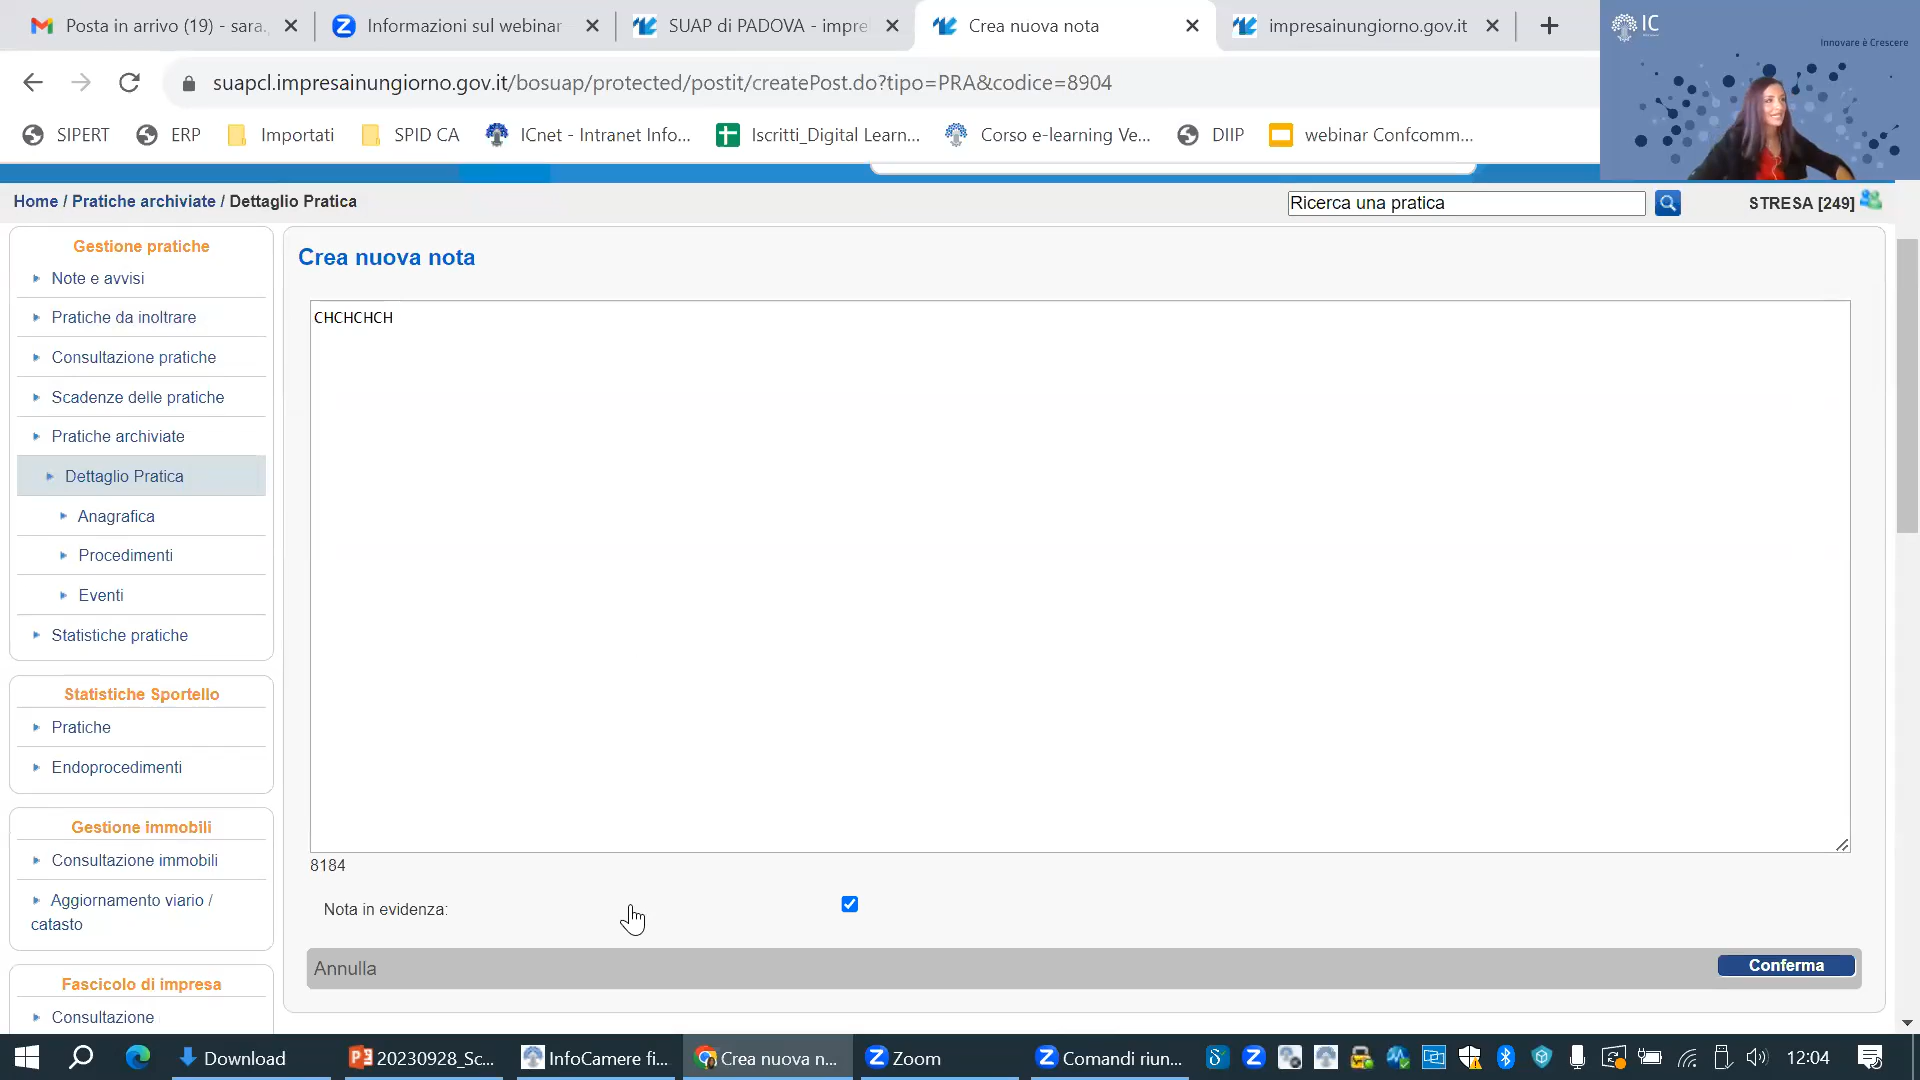 Posta in arrivo (19) - sara.
Informazioni sul webinar
SUAP di PADOVA - impre
Crea nuova nota
impresainungiorno.gov.it
IC
Innovare è Crescere
suapcl.impresainungiorno.gov.it/bosuap/protected/postit/createPost.do?tipo=PRA&codice=8904
SIPERT
ERP
Importati
SPID CA
ICnet - Intranet Info...
Iscritti_Digital Learn...
Corso e-learning Ve...
DIIP
webinar Confcomm...
Home / Pratiche archiviate / Dettaglio Pratica
Ricerca una pratica
STRESA [249]
Gestione pratiche
Note e avvisi
Pratiche da inoltrare
Consultazione pratiche
Scadenze delle pratiche
Pratiche archiviate
Dettaglio Pratica
Anagrafica
Procedimenti
Eventi
Statistiche pratiche
Statistiche Sportello
Pratiche
Endoprocedimenti
Gestione immobili
Consultazione immobili
Aggiornamento viario /
catasto
Fascicolo di impresa
Consultazione
Crea nuova nota
CHCHCHCH
8184
Nota in evidenza:
Annulla
Conferma
Download
20230928_Sc...
InfoCamere fi...
Crea nuova n...
Zoom
Comandi riun...
12:04